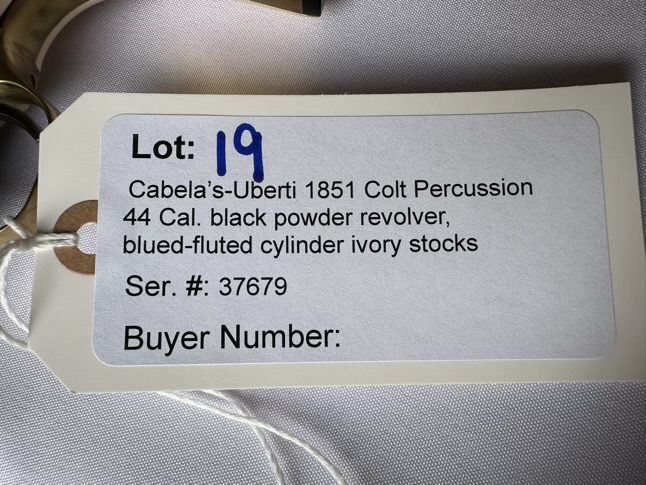 Lot: 19
Cabela's-Uberti 1851 Colt Percussion
44 Cal. black powder revolver,
blued-fluted cylinder ivory stocks
Ser. #: 37679
Buyer Number: